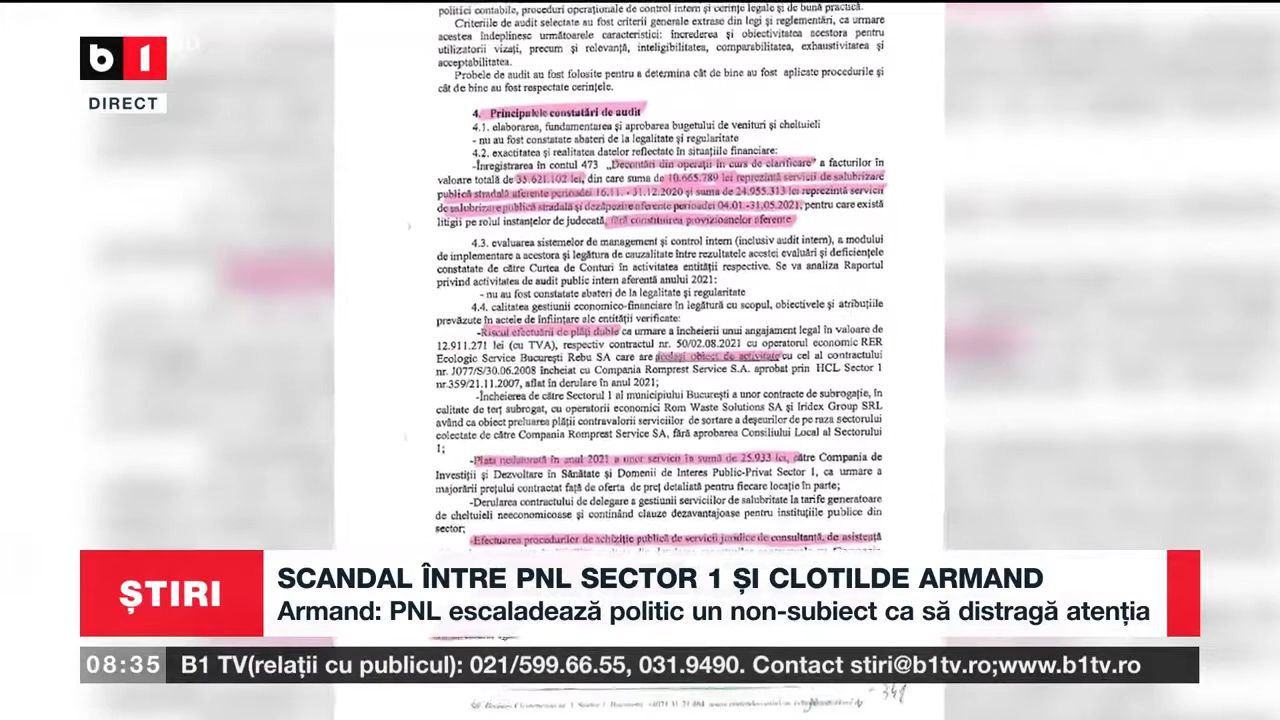 politici contabile, proceduri operaționale de control intern și cerințe legale și de bună practică.
Criteriile de audit selectate au fost criterii generale extrase din legi și reglementări, ca urmare
acestea îndeplinesc următoarele caracteristici: încrederea și obiectivitatea acestora pentru
utilizatorii vizați, precum și relevanță, inteligibilitatea, comparabilitatea, exhaustivitatea și
acceptabilitatea.
Probele de audit au fost folosite pentru a determina cât de bine au fost aplicate procedurile și
cât de bine au fost respectate cerințele.
b1
DIRECT
4. Principalele constatări de audit
4.1. elaborarea, fundamentarea și aprobarea bugetului de venituri și cheltuieli
- nu au fost constatate abateri de la legalitate și regularitate
4.2. exactitatea și realitatea datelor reflectate în situațiile financiare:
-Înregistrarea în contul 473 „Decontări din operații în curs de clarificare" a facturilor în
valoare totală de 35.621.102 lei, din care suma de 10.665.789 lei reprezintă servicii de salubrizare
publică stradală aferente perioadei 16.11. - 31.12.2020 și suma de 24.955.313 lei reprezintă servicii
de salubrizare publică stradală și dezăpezire aferente perioadei 04.01 -31.05.2021, pentru care există
litigii pe rolul instanțelor de judecată, fără constituirea provizioanelor aferente
4.3. evaluarea sistemelor de management și control intern (inclusiv audit intern), a modului
de implementare a acestora și legătura de cauzalitate între rezultatele acestei evaluări și deficiențele
constatate de către Curtea de Conturi în activitatea entității respective. Se va analiza Raportul
privind activitatea de audit public intern aferentă anului 2021:
- nu au fost constatate abateri de la legalitate și regularitate
4.4. calitatea gestiunii economico-financiare în legătură cu scopul, obiectivele și atribuțiile
prevăzute în actele de înființare ale entității verificate:
-Riscul efectuării de plăți duble ca urmare a încheierii unui angajament legal în valoare de
12.911.271 lei (cu TVA), respectiv contractul nr. 50/02.08.2021 cu operatorul economic RER
Ecologic Service București Rebu SA care are același obiect de activitate cu cel al contractului
nr. J077/S/30.06.2008 încheiat cu Compania Romprest Service S.A. aprobat prin HCL Sector 1
nr.359/21.11.2007, aflat în derulare în anul 2021;
-Încheierea de către Sectorul 1 al municipiului București a unor contracte de subrogație, în
calitate de terț subrogat, cu operatorii economici Rom Waste Solutions SA și Iridex Group SRL
având ca obiect preluarea plății contravalorii serviciilor de sortare a deșeurilor de pe raza sectorului
colectate de către Compania Romprest Service SA, fără aprobarea Consiliului Local al Sectorului
1;
-Plata nedatorată în anul 2021 a unor servicii în sumă de 25.933 lei, către Compania de
Investiții și Dezvoltare în Sănătate și Domenii de Interes Public-Privat Sector 1, ca urmare a
majorării prețului contractat față de oferta de preț detaliată pentru fiecare locație în parte;
-Derularea contractului de delegare a gestiunii serviciilor de salubritate la tarife generatoare
de cheltuieli neeconomicoase și conținând clauze dezavantajoase pentru instituțiile publice din
sector;
-Efectuarea procedurilor de achiziție publică de servicii juridice de consultanță, de asistență
ȘTIRI
SCANDAL ÎNTRE PNL SECTOR 1 ȘI CLOTILDE ARMAND
Armand: PNL escaladează politic un non-subiect ca să distragă atenția
08:35 B1 TV(relații cu publicul): 021/599.66.55, 031.9490. Contact stiri@b1tv.ro;www.b1tv.ro